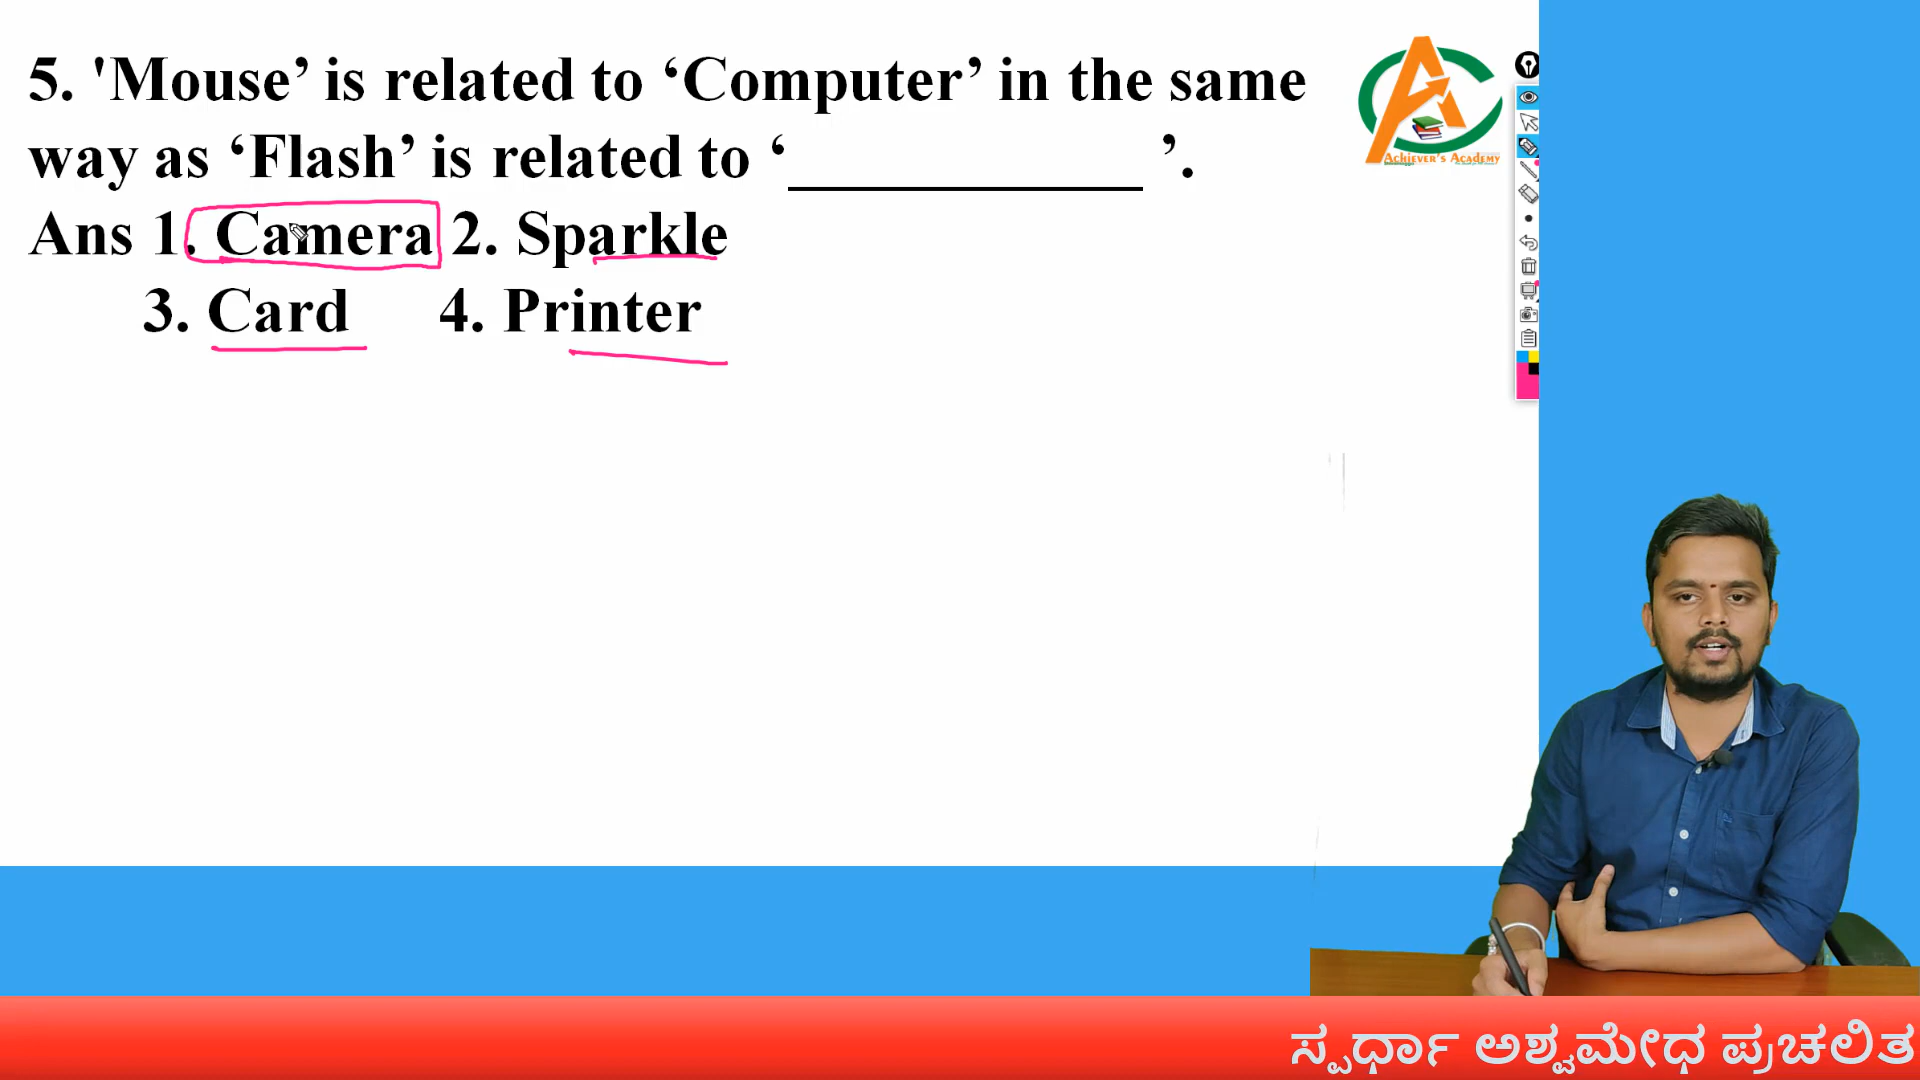 5. 'Mouse’ is related to ‘Computer’ in the same
way as ‘Flash’ is related to ‘____________ ’.
Ans 1. Camera 2. Sparkle
3. Card 4. Printer
AC
ACHIEVER'S ACADEMY
ಸ್ಪರ್ಧಾ ಅಶ್ವಮೇಧ ಪ್ರಚಲಿತ